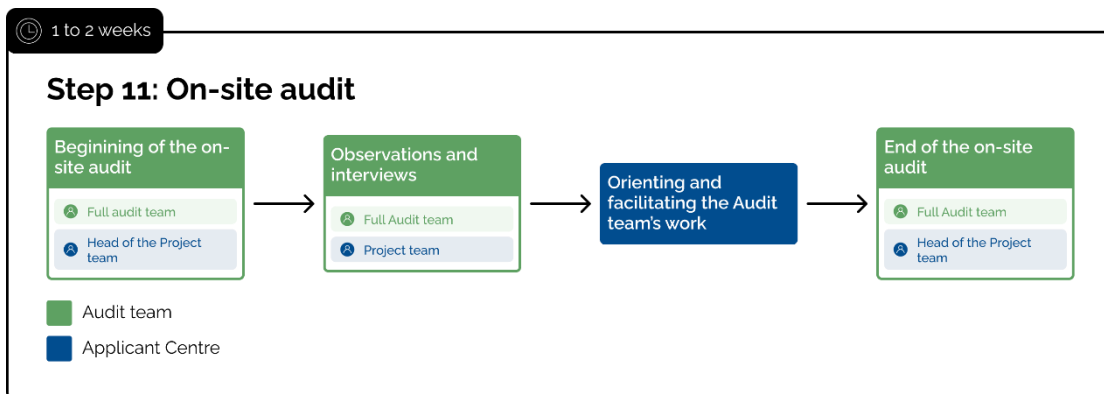 1 to 2 weeks
Step 11: On-site audit
Beginining of the on-
site audit
Full audit team
Head of the Project
team
Observations and
interviews
Full Audit team
Project team
Orienting and
facilitating the Audit
team's work
End of the on-site
audit
Full Audit team
Head of the Project
team
Audit team
Applicant Centre